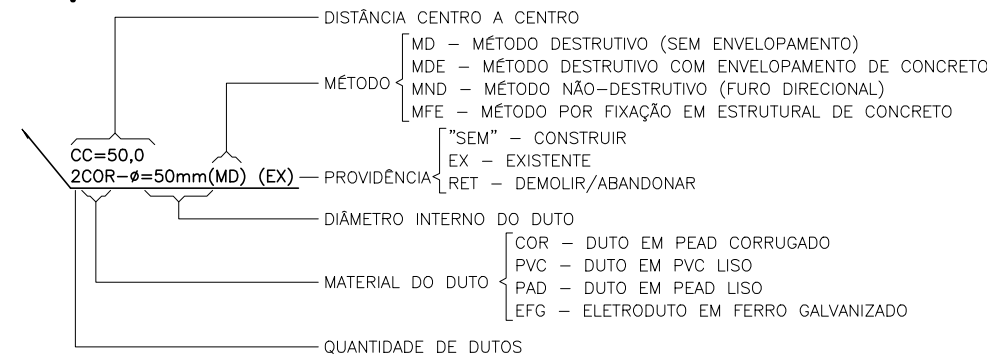 DISTÂNCIA CENTRO A CENTRO
MD – MÉTODO DESTRUTIVO (SEM ENVELOPAMENTO)
MDE – MÉTODO DESTRUTIVO COM ENVELOPAMENTO DE CONCRETO
MÉTODO
MND – MÉTODO NÃO-DESTRUTIVO (FURO DIRECIONAL)
MFE – MÉTODO POR FIXAÇÃO EM ESTRUTURAL DE CONCRETO
CC=50,0
2COR-ø=50mm(MD) (EX)
PROVIDÊNCIA
"SEM" – CONSTRUIR
EX – EXISTENTE
RET – DEMOLIR/ABANDONAR
DIÂMETRO INTERNO DO DUTO
MATERIAL DO DUTO
COR – DUTO EM PEAD CORRUGADO
PVC – DUTO EM PVC LISO
PAD – DUTO EM PEAD LISO
EFG – ELETRODUTO EM FERRO GALVANIZADO
QUANTIDADE DE DUTOS